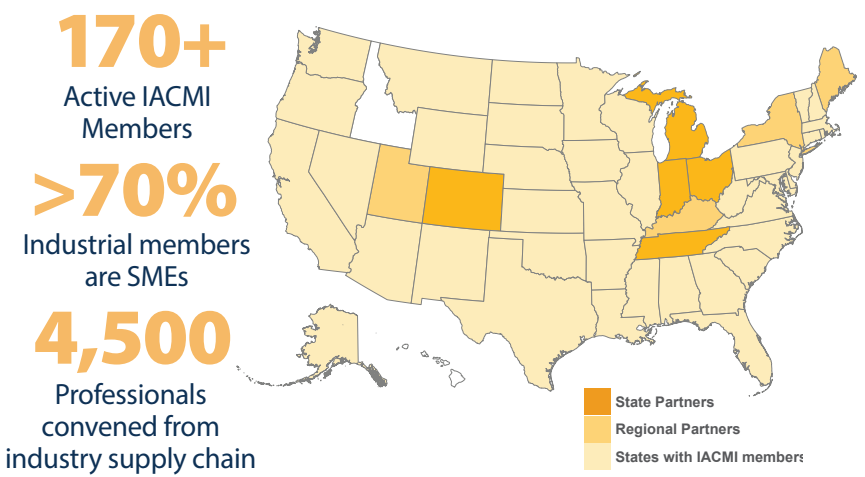 170+
Active IACMI
Members
>70%
Industrial members
are SMEs
4,500
Professionals
convened from
industry supply chain
State Partners
Regional Partners
States with IACMI members